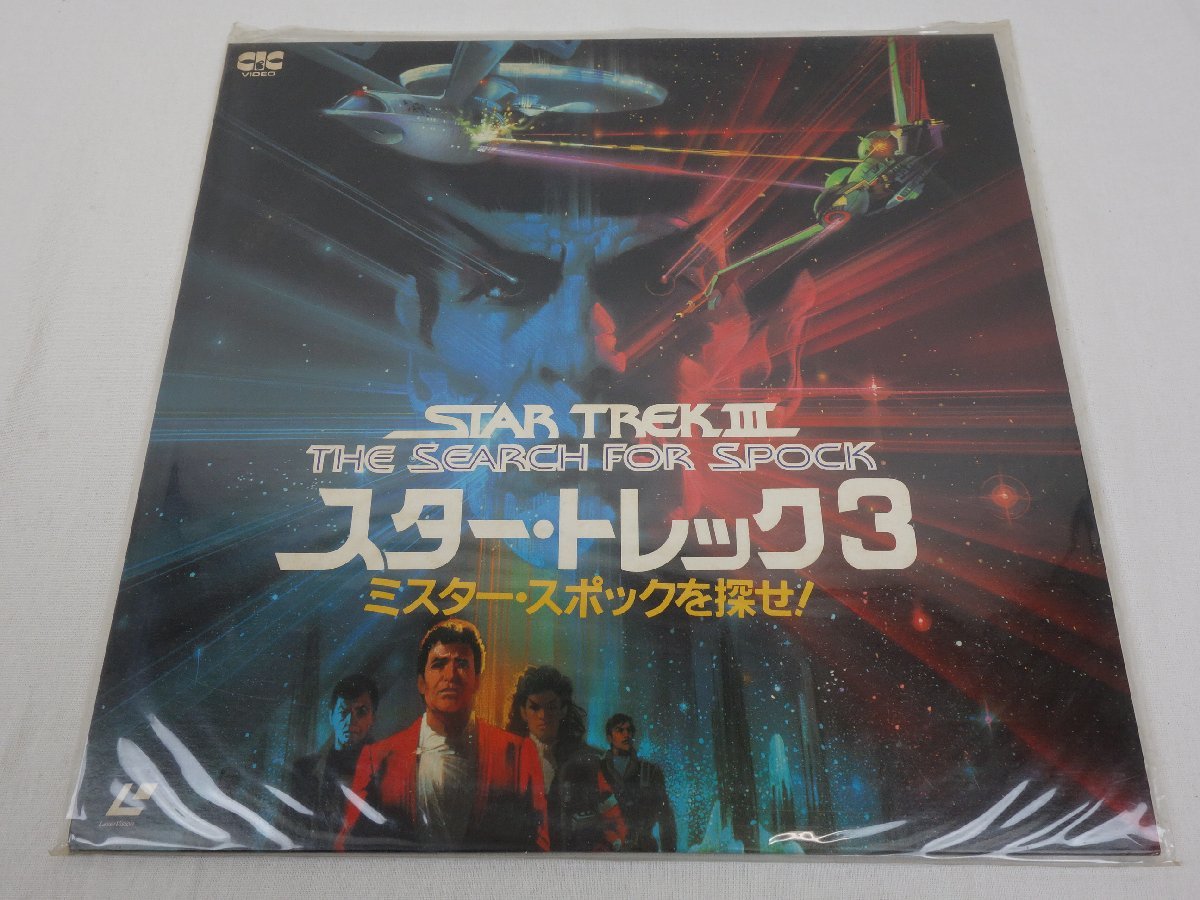 CIC
VIDEO
STAR TREK III
THE SEARCH FOR SPOCK
スター・トレック3
ミスター・スポックを探せ!
LaserVision